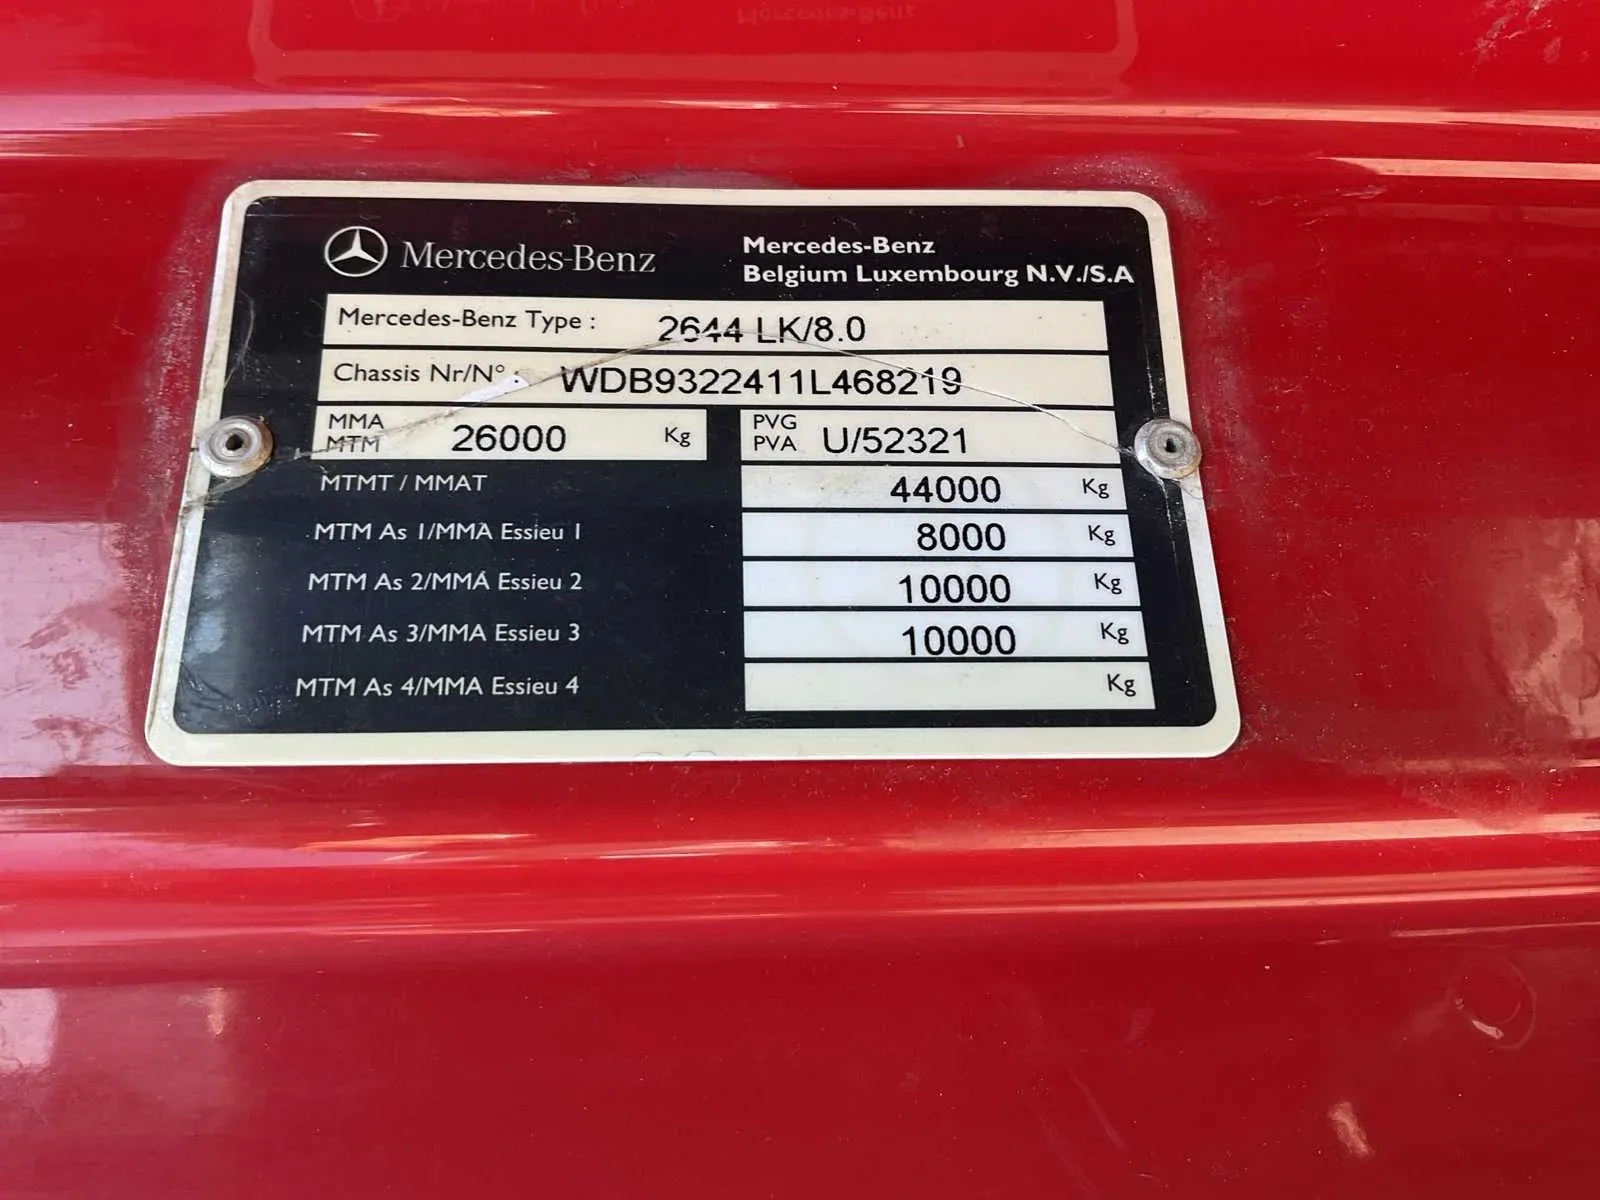 Mercedes-Benz
Mercedes-Benz
Belgium Luxembourg N.V./S.A
Mercedes-Benz Type : 2644 LK/8.0
Chassis Nr/N° : WDB9322411L468219
MMA
MTM 26000 Kg
PVG
PVA U/52321
MTMT / MMAT 44000 Kg
MTM As 1/MMA Essieu 1 8000 Kg
MTM As 2/MMA Essieu 2 10000 Kg
MTM As 3/MMA Essieu 3 10000 Kg
MTM As 4/MMA Essieu 4 Kg